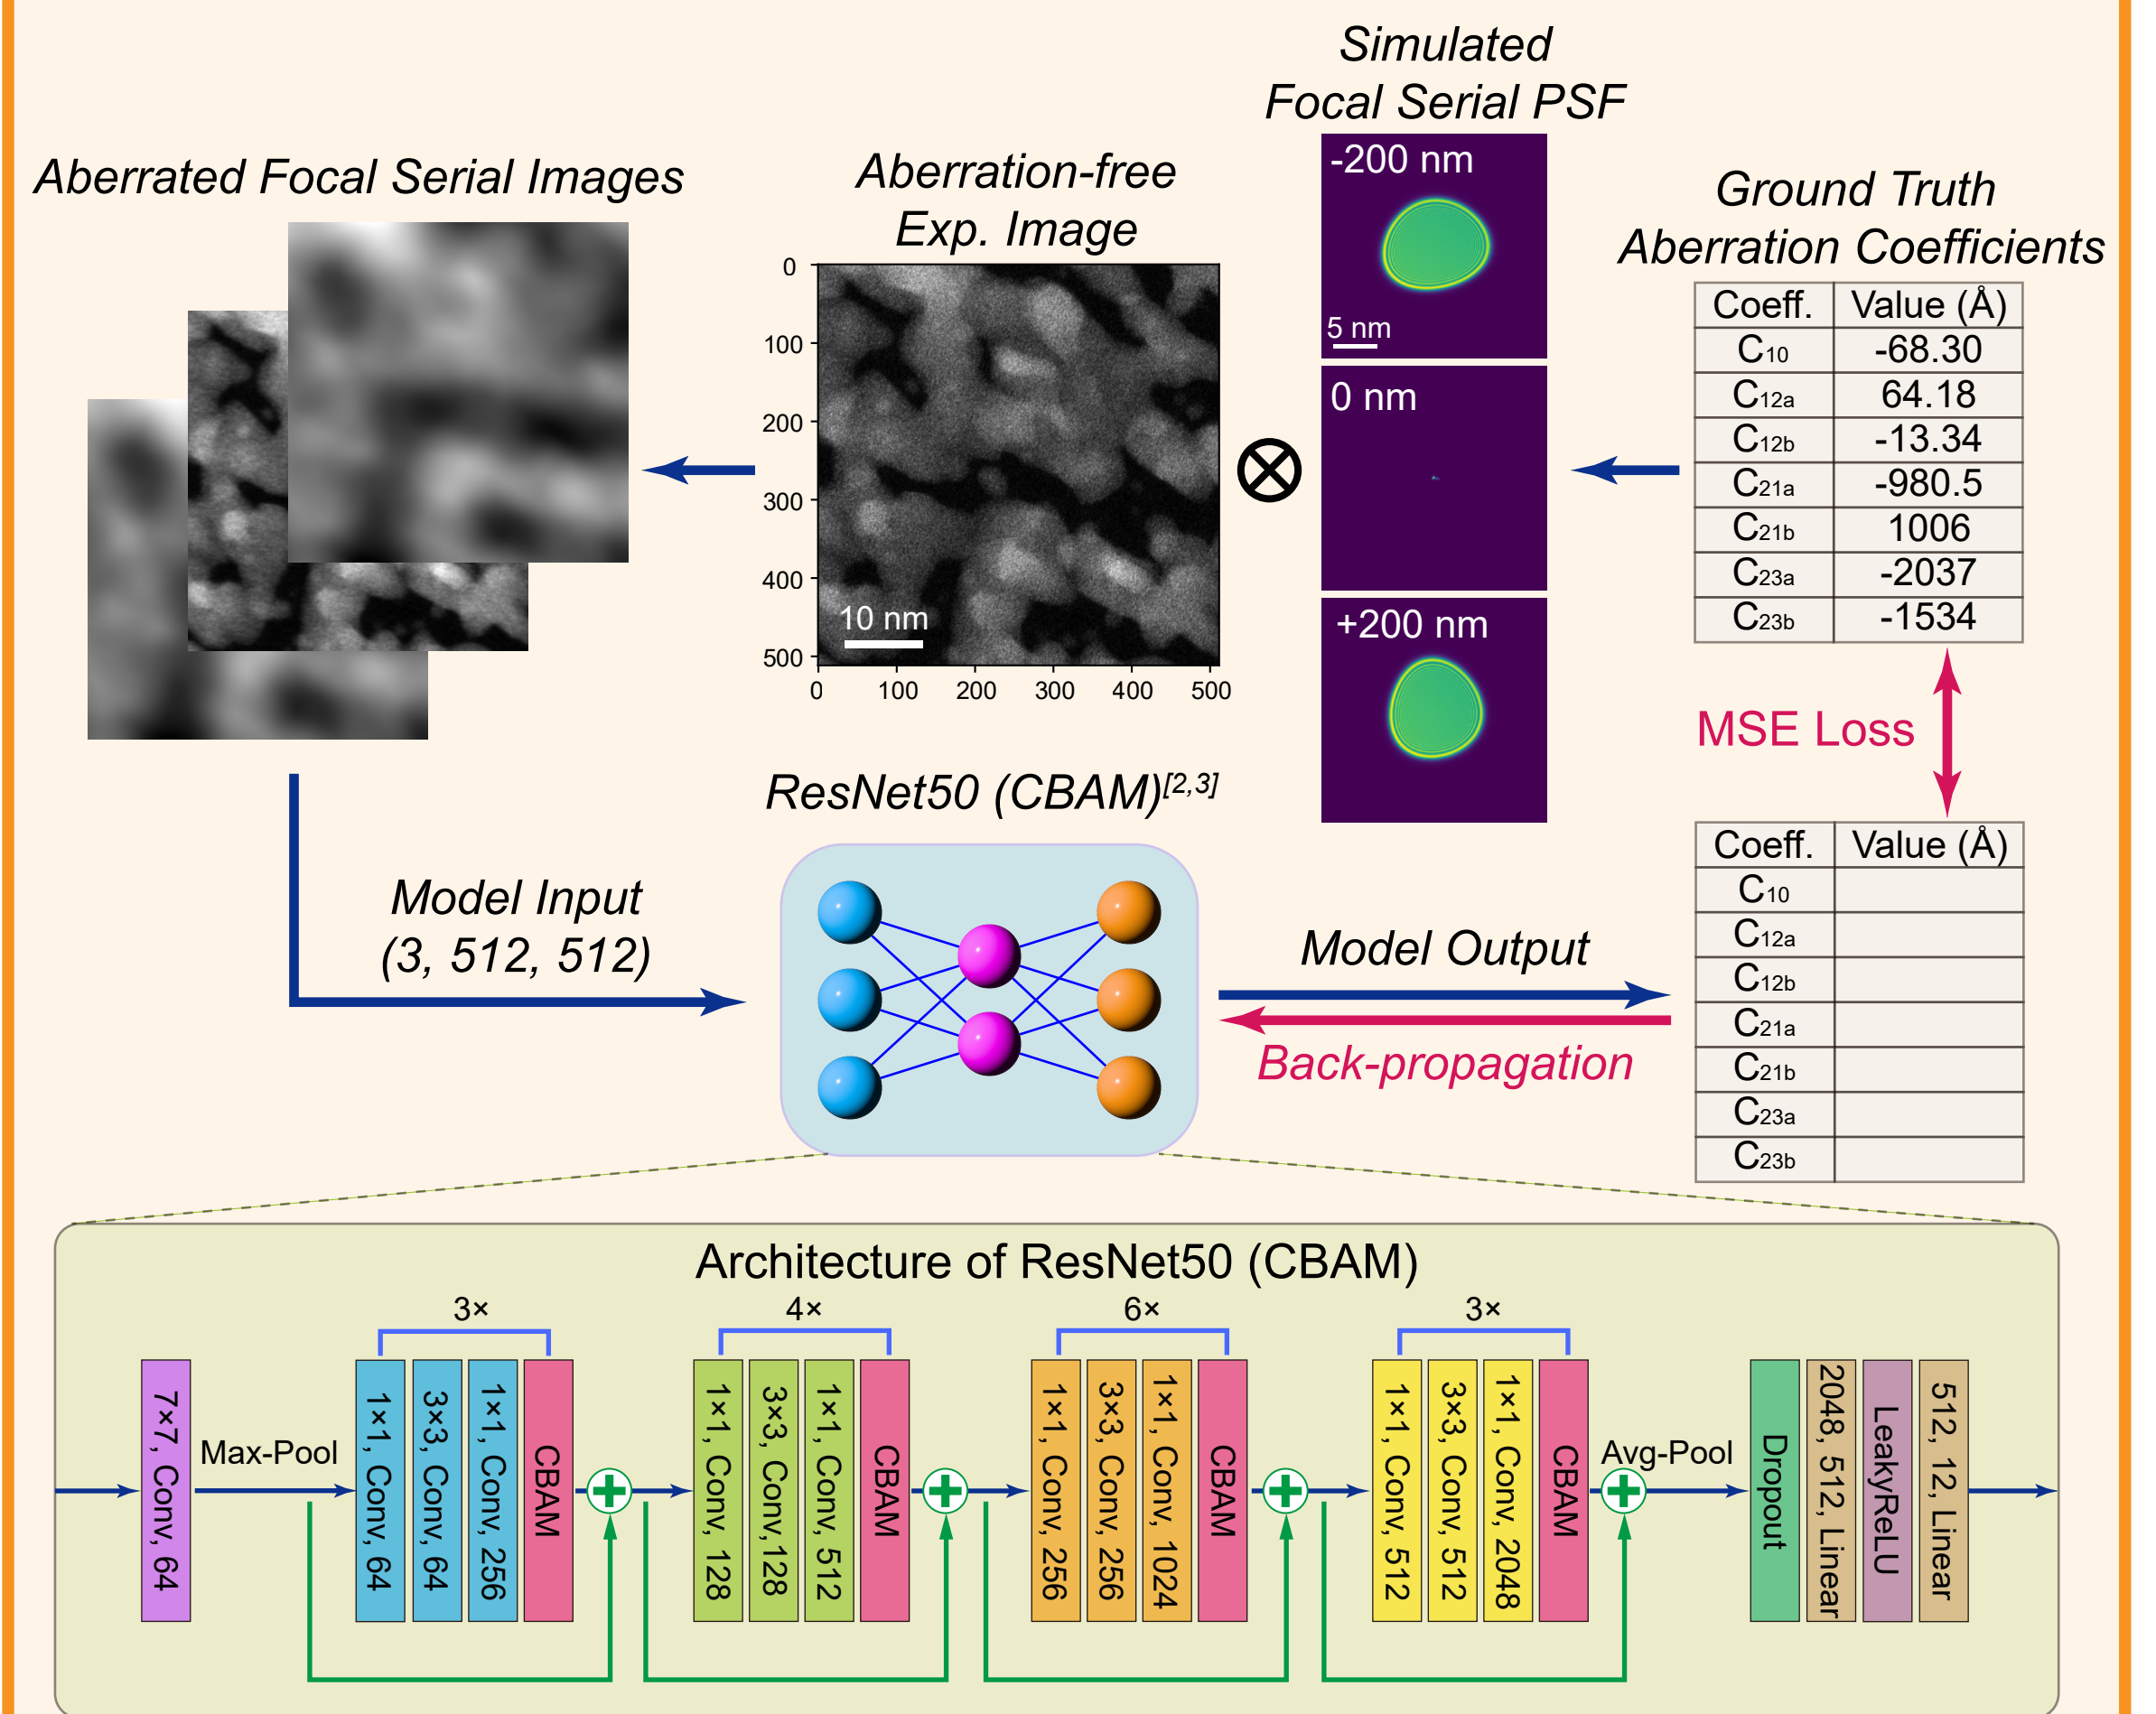 Simulated
Focal Serial PSF
Aberrated Focal Serial Images
Aberration-free
Exp. Image
Ground Truth
Aberration Coefficients
0
100
200
300
400
500
0
100
200
300
400
500
10 nm
-200 nm
5 nm
0 nm
+200 nm
Coeff. Value (Å)
C10 -68.30
C12a 64.18
C12b -13.34
C21a -980.5
C21b 1006
C23a -2037
C23b -1534
MSE Loss
ResNet50 (CBAM)[2,3]
Model Input
(3, 512, 512)
Model Output
Back-propagation
Coeff. Value (Å)
C10
C12a
C12b
C21a
C21b
C23a
C23b
Architecture of ResNet50 (CBAM)
3×
4×
6×
3×
7×7, Conv, 64
Max-Pool
1×1, Conv, 64
3×3, Conv, 64
1×1, Conv, 256
CBAM
1×1, Conv, 128
3×3, Conv,128
1×1, Conv, 512
CBAM
1×1, Conv, 256
3×3, Conv, 256
1×1, Conv, 1024
CBAM
1×1, Conv, 512
3×3, Conv, 512
1×1, Conv, 2048
CBAM
Avg-Pool
Dropout
2048, 512, Linear
LeakyReLU
512, 12, Linear